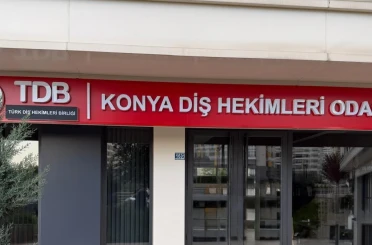 TDB
TÜRK DİŞ HEKİMLERİ BİRLİĞİ
KONYA DİŞ HEKİMLERİ ODA